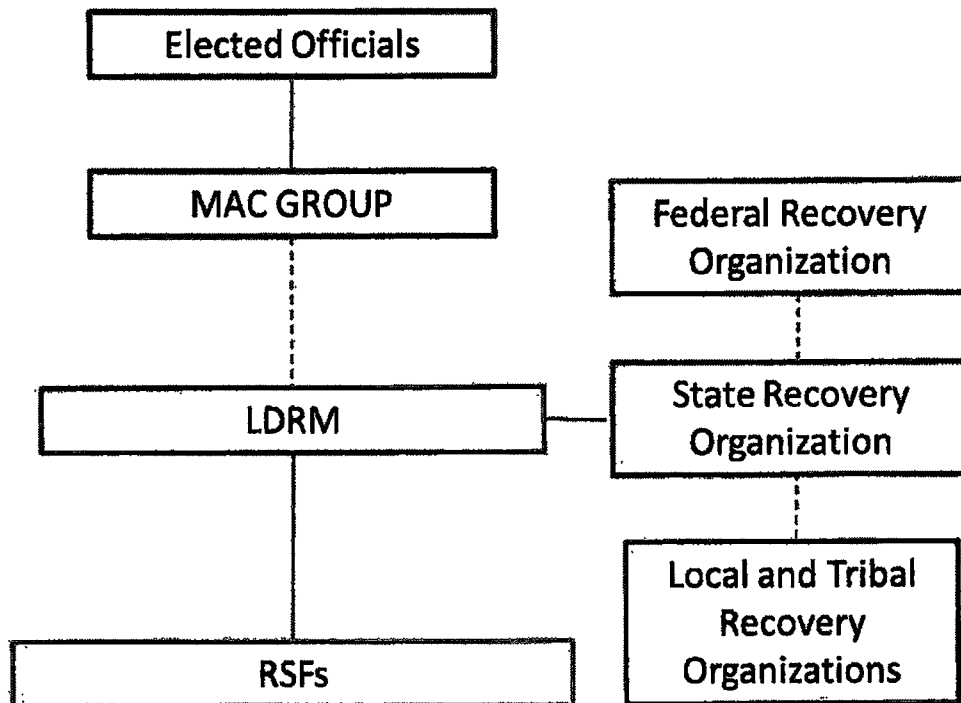 Elected Officials
MAC GROUP
Federal Recovery
Organization
LDRM
State Recovery
Organization
Local and Tribal
Recovery
Organizations
RSFs